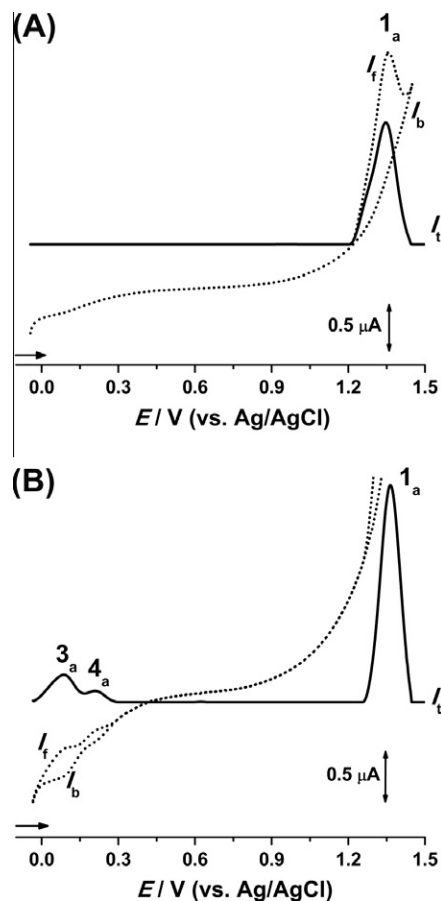 (A)
1a
If
Ib
It
0.5 μA
0.0 0.3 0.6 0.9 1.2 1.5
E / V (vs. Ag/AgCl)
(B)
1a
3a
4a
It
If
Ib
0.5 μA
0.0 0.3 0.6 0.9 1.2 1.5
E / V (vs. Ag/AgCl)